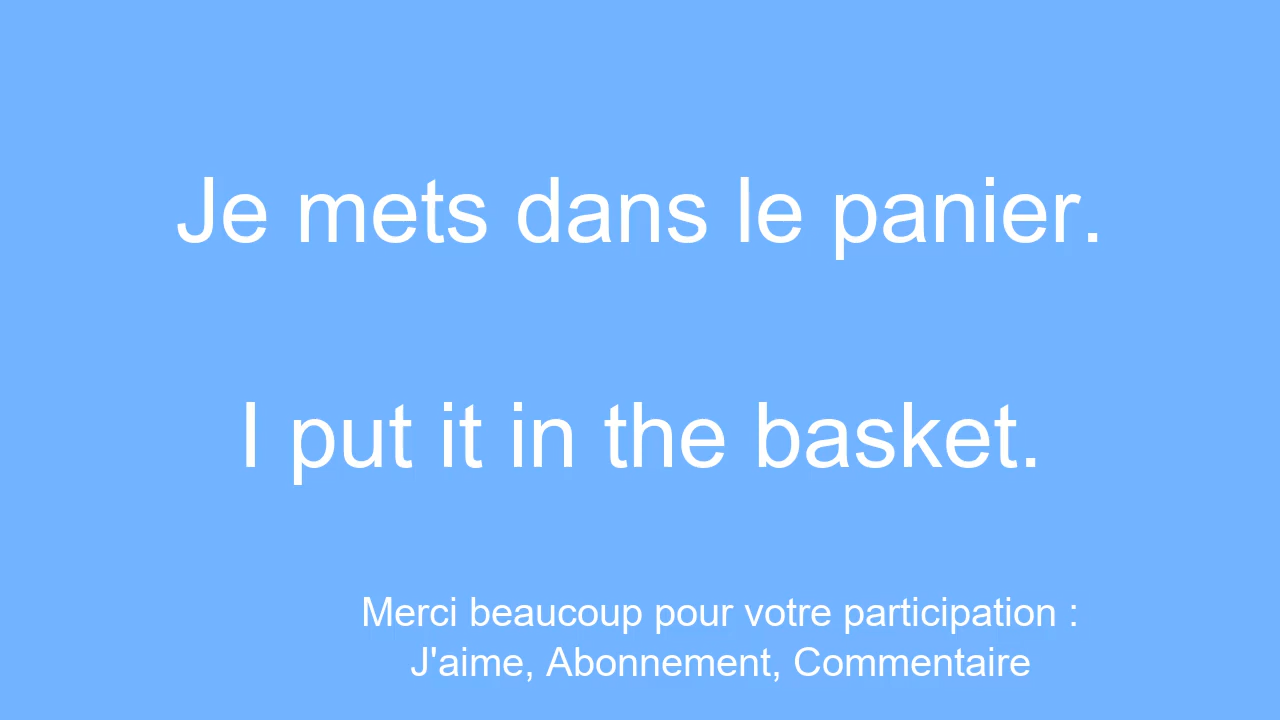 Je mets dans le panier.
I put it in the basket.
Merci beaucoup pour votre participation :
J'aime, Abonnement, Commentaire